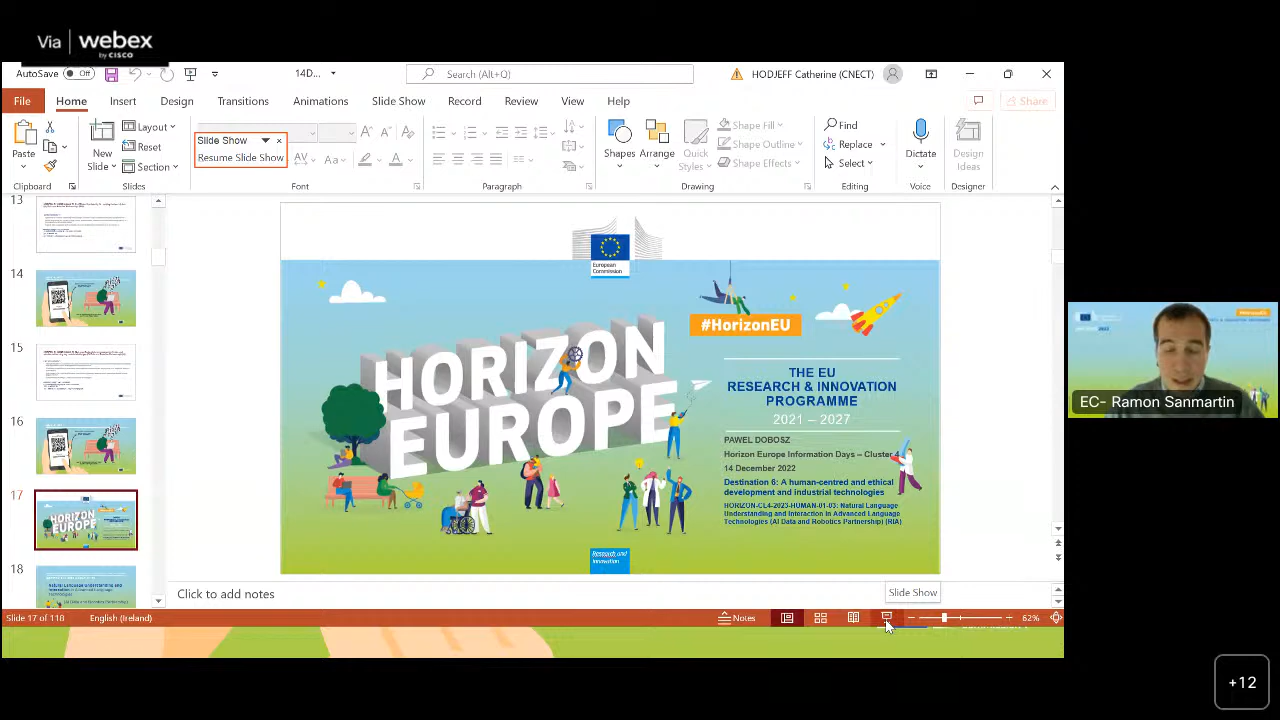 Via webex
by CISCO
AutoSave Off
14D...
Search (Alt+Q)
HODJEFF Catherine (CNECT)
File Home Insert Design Transitions Animations Slide Show Record Review View Help Share
Paste
Clipboard
New Slide
Layout
Reset
Section
Slides
Slide Show
Resume Slide Show
Font
Paragraph
Shapes
Arrange
Quick Styles
Shape Fill
Shape Outline
Shape Effects
Drawing
Find
Replace
Select
Editing
Dictate
Voice
Design Ideas
Designer
13
14
15
16
17
18
European Commission
HORIZON
EUROPE
#HorizonEU
THE EU
RESEARCH & INNOVATION
PROGRAMME
2021 – 2027
PAWEL DOBOSZ
Horizon Europe Information Days – Cluster 4
14 December 2022
Destination 6: A human-centred and ethical
development and industrial technologies
HORIZON-CL4-2023-HUMAN-01-03: Natural Language
Understanding and Interaction in Advanced Language
Technologies (AI Data and Robotics Partnership) (RIA)
Research and
Innovation
EC- Ramon Sanmartin
Click to add notes
Slide Show
Slide 17 of 118 English (Ireland) Notes 62%
+12